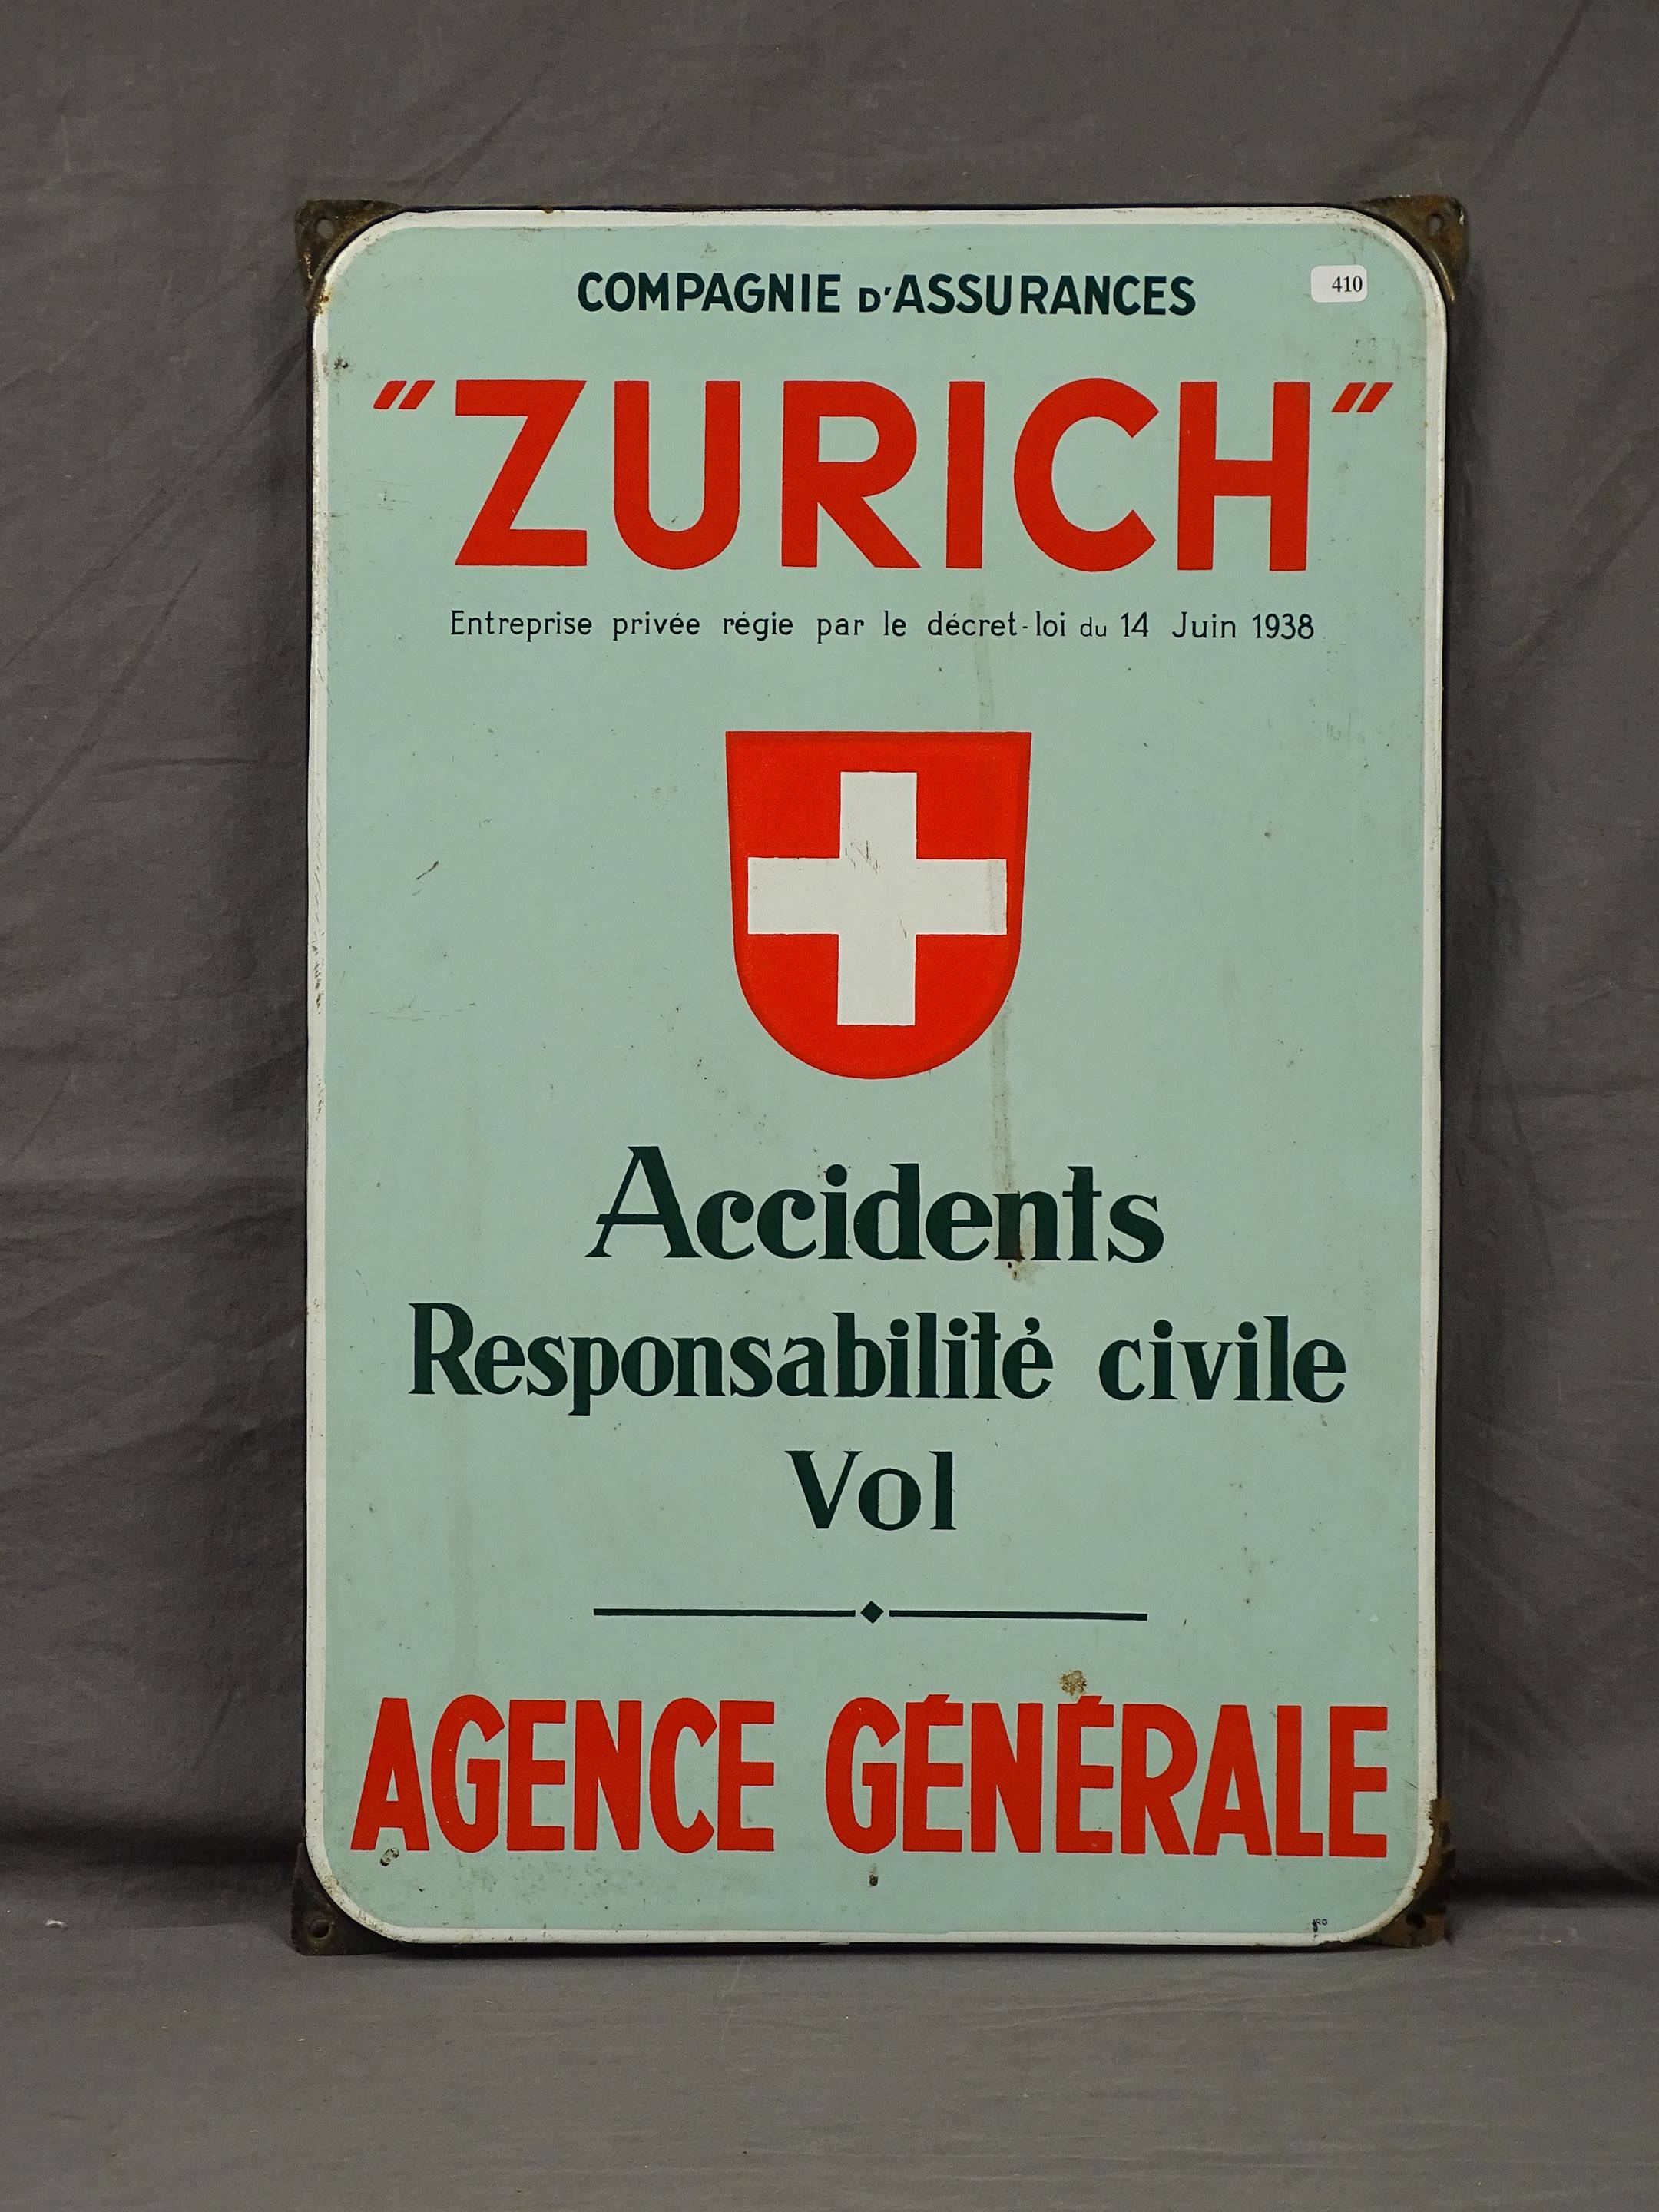 COMPAGNIE D'ASSURANCES
410
"ZURICH"
Entreprise privée régie par le décret-loi du 14 Juin 1938
Accidents
Responsabilité civile
Vol
AGENCE GÉNÉRALE